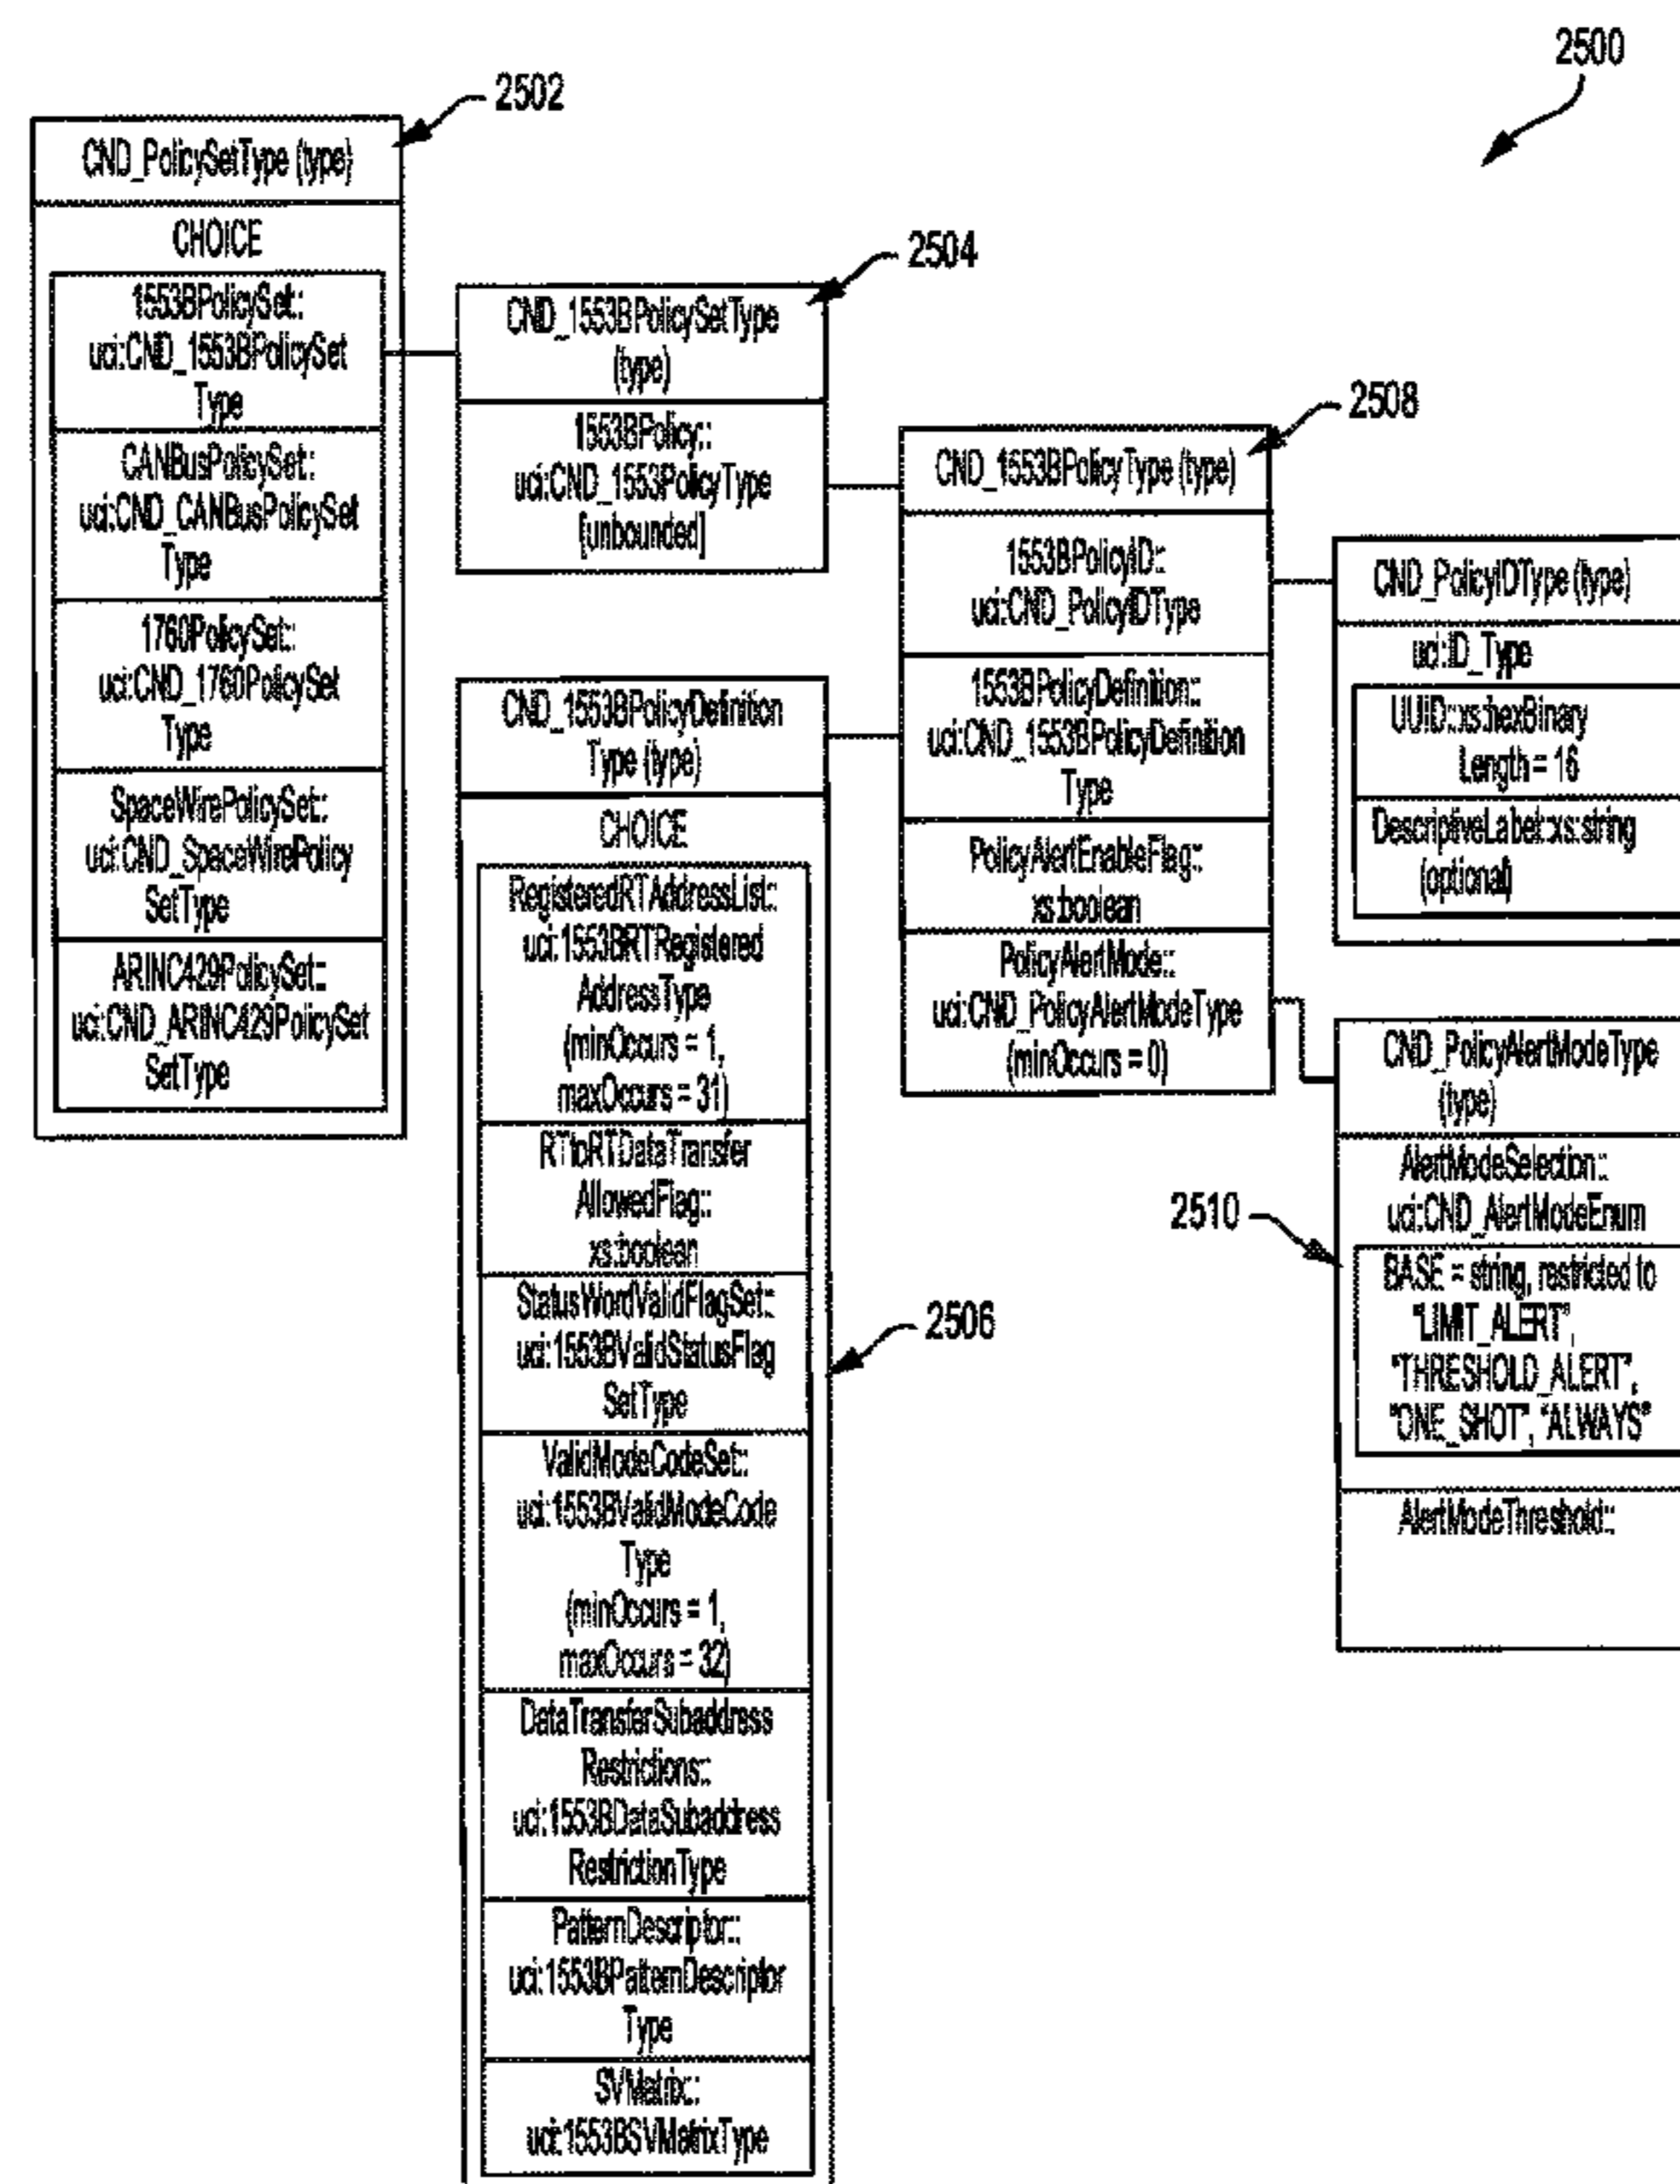 2500
2502
CND_PolicySetType (type)
CHOICE
1553BPolicySet::
uci:CND_1553BPolicySet
Type
CANBusPolicySet::
uci:CND_CANBusPolicySet
Type
1760PolicySet::
uci:CND_1760PolicySet
Type
SpaceWirePolicySet::
uci:CND_SpaceWirePolicy
SetType
ARINC429PolicySet::
uci:CND_ARINC429PolicySet
SetType
2504
CND_1553BPolicySetType
(type)
1553BPolicy::
uci:CND_1553PolicyType
[unbounded]
CND_1553BPolicyDefinition
Type (type)
CHOICE
RegisteredRTAddressList::
uci:1553BRTRegistered
AddressType
(minOccurs = 1,
maxOccurs = 31)
RTtoRTDataTransfer
AllowedFlag::
xs:boolean
StatusWordValidFlagSet::
uci:1553BValidStatusFlag
SetType
ValidModeCodeSet::
uci:1553BValidModeCode
Type
(minOccurs = 1,
maxOccurs = 32)
DataTransferSubaddress
Restrictions::
uci:1553BDataSubaddress
RestrictionType
PatternDescriptor::
uci:1553BPatternDescriptor
Type
SVMatrix::
uci:1553BSVMatrixType
2506
2508
CND_1553BPolicyType (type)
1553BPolicyID::
uci:CND_PolicyIDType
1553BPolicyDefinition::
uci:CND_1553BPolicyDefinition
Type
PolicyAlertEnableFlag::
xs:boolean
PolicyAlertMode::
uci:CND_PolicyAlertModeType
(minOccurs = 0)
CND_PolicyIDType (type)
uci:ID_Type
UUID::xs:hexBinary
Length = 16
DescriptiveLabel::xs:string
(optional)
2510
CND_PolicyAlertModeType
(type)
AlertModeSelection::
uci:CND_AlertModeEnum
BASE = string, restricted to
"LIMIT_ALERT",
"THRESHOLD_ALERT",
"ONE_SHOT", "ALWAYS"
AlertModeThreshold::